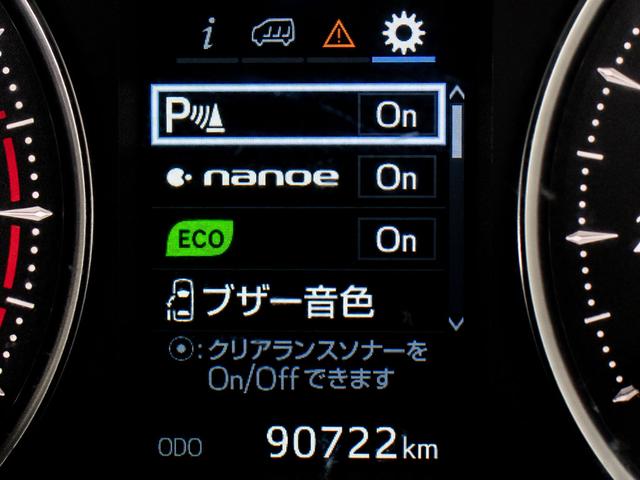 i
P On
nanoe On
ECO On
ブザー音色
:クリアランスソナーを
On/Offできます
ODO 90722km